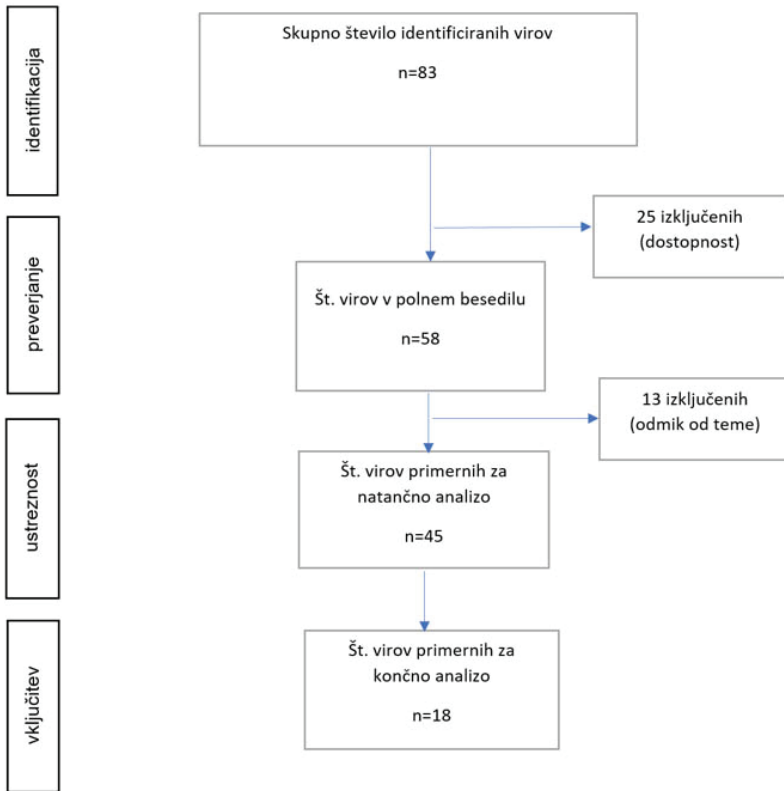 identifikacija
Skupno število identificiranih virov
n=83
25 izključenih
(dostopnost)
preverjanje
Št. virov v polnem besedilu
n=58
13 izključenih
(odmik od teme)
ustreznost
Št. virov primernih za
natančno analizo
n=45
vključitev
Št. virov primernih za
končno analizo
n=18